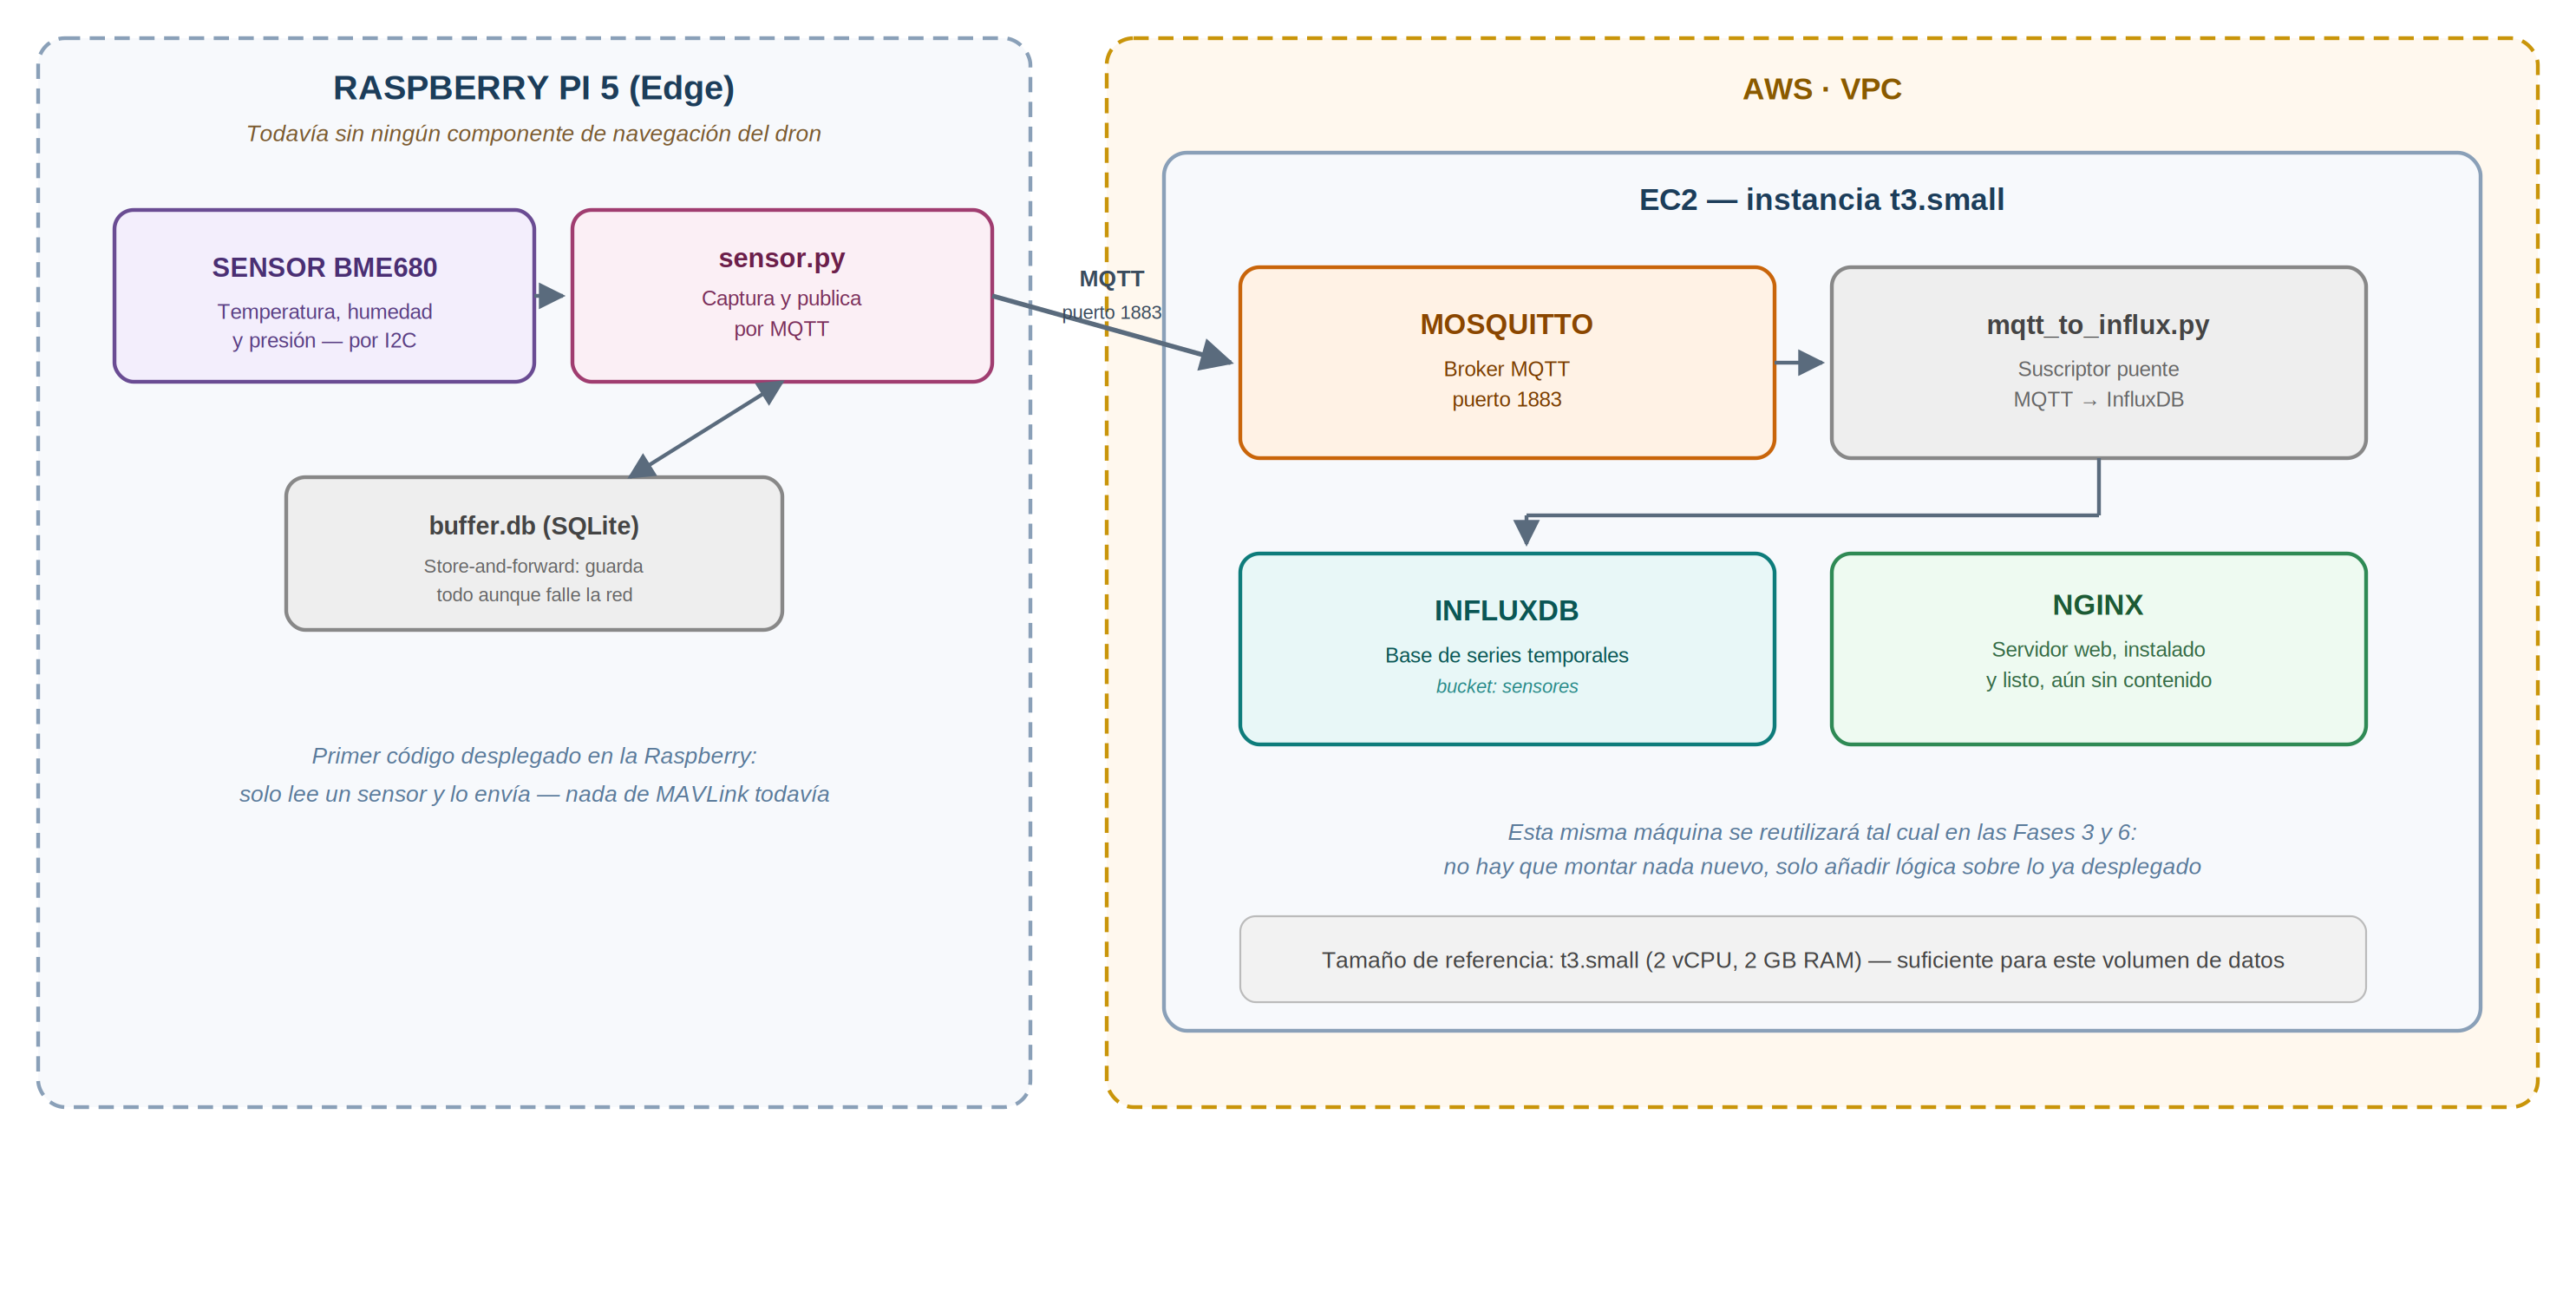 RASPBERRY PI 5 (Edge)
Todavía sin ningún componente de navegación del dron
SENSOR BME680
Temperatura, humedad
y presión — por I2C
sensor.py
Captura y publica
por MQTT
buffer.db (SQLite)
Store-and-forward: guarda
todo aunque falle la red
Primer código desplegado en la Raspberry:
solo lee un sensor y lo envía — nada de MAVLink todavía
MQTT
puerto 1883
AWS · VPC
EC2 — instancia t3.small
MOSQUITTO
Broker MQTT
puerto 1883
mqtt_to_influx.py
Suscriptor puente
MQTT → InfluxDB
INFLUXDB
Base de series temporales
bucket: sensores
NGINX
Servidor web, instalado
y listo, aún sin contenido
Esta misma máquina se reutilizará tal cual en las Fases 3 y 6:
no hay que montar nada nuevo, solo añadir lógica sobre lo ya desplegado
Tamaño de referencia: t3.small (2 vCPU, 2 GB RAM) — suficiente para este volumen de datos